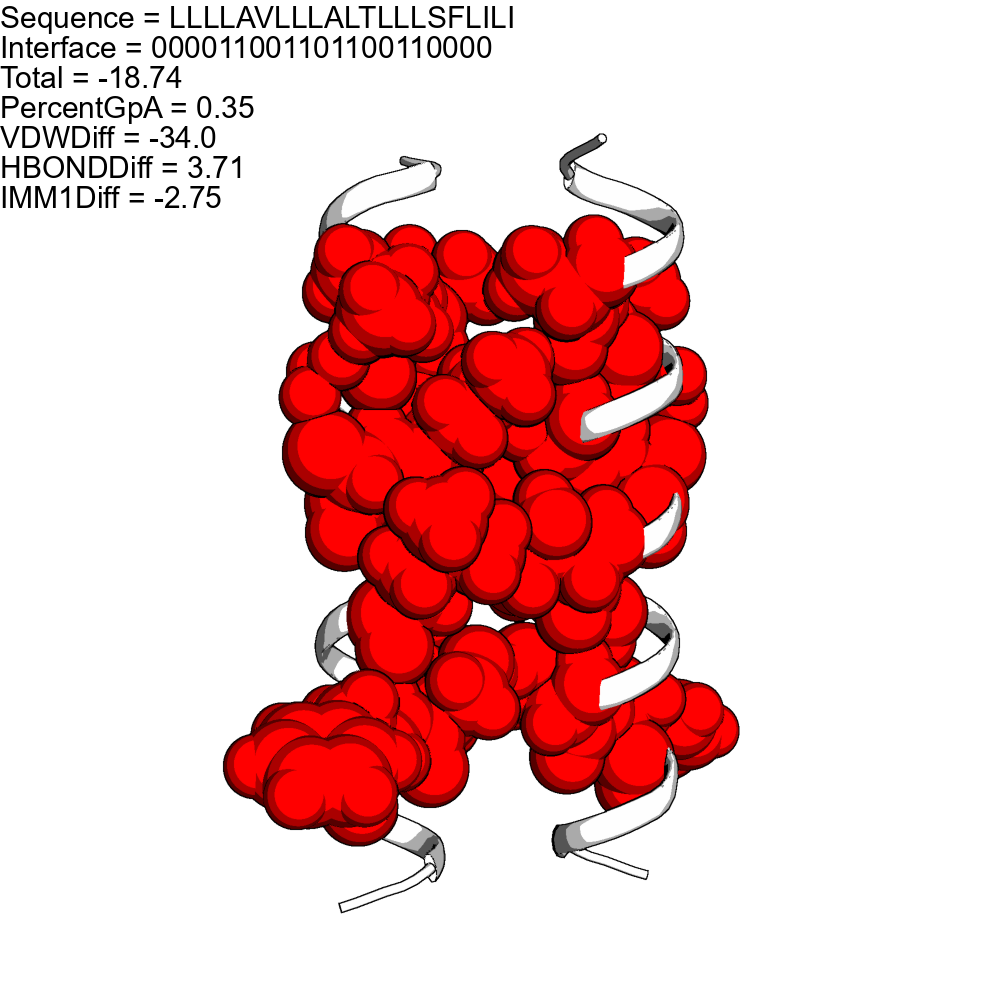 Sequence = LLLLAVLLLALTLLLSFLILI
Interface = 000011001101100110000
Total = -18.74
PercentGpA = 0.35
VDWDiff = -34.0
HBONDDiff = 3.71
IMM1Diff = -2.75